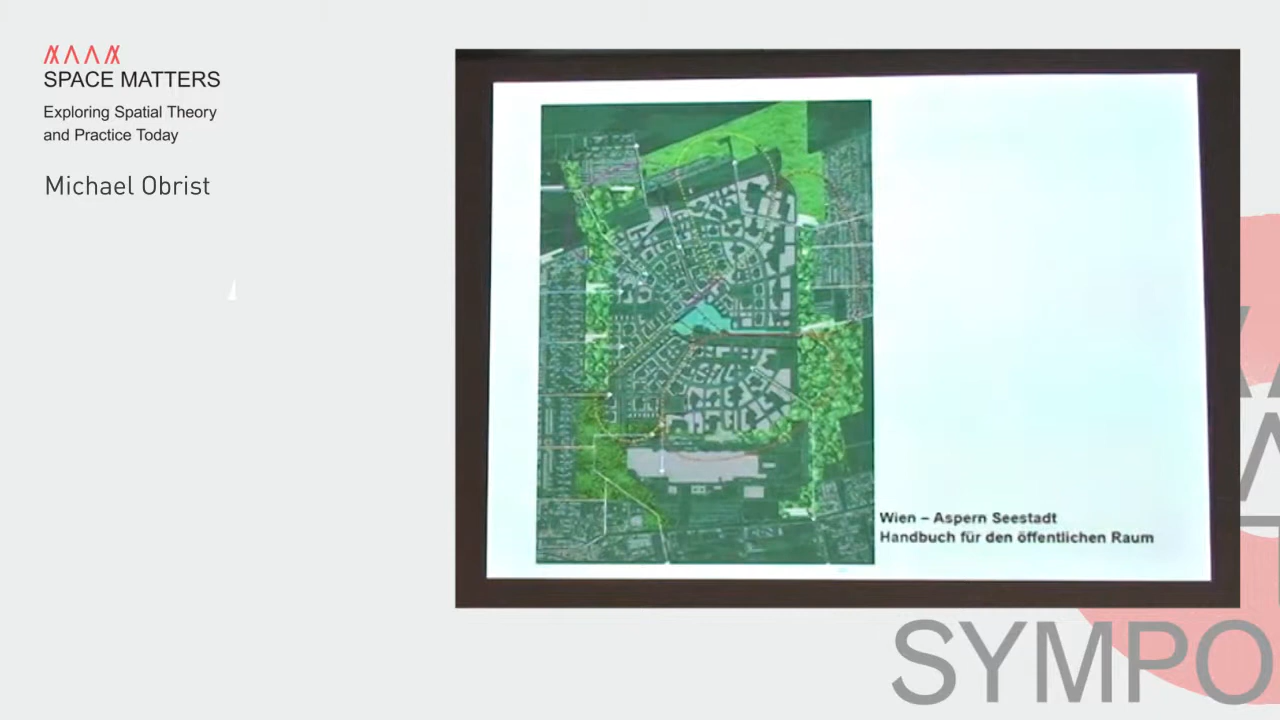 SPACE MATTERS
Exploring Spatial Theory
and Practice Today
Michael Obrist
Wien – Aspern Seestadt
Handbuch für den öffentlichen Raum
SYMPO